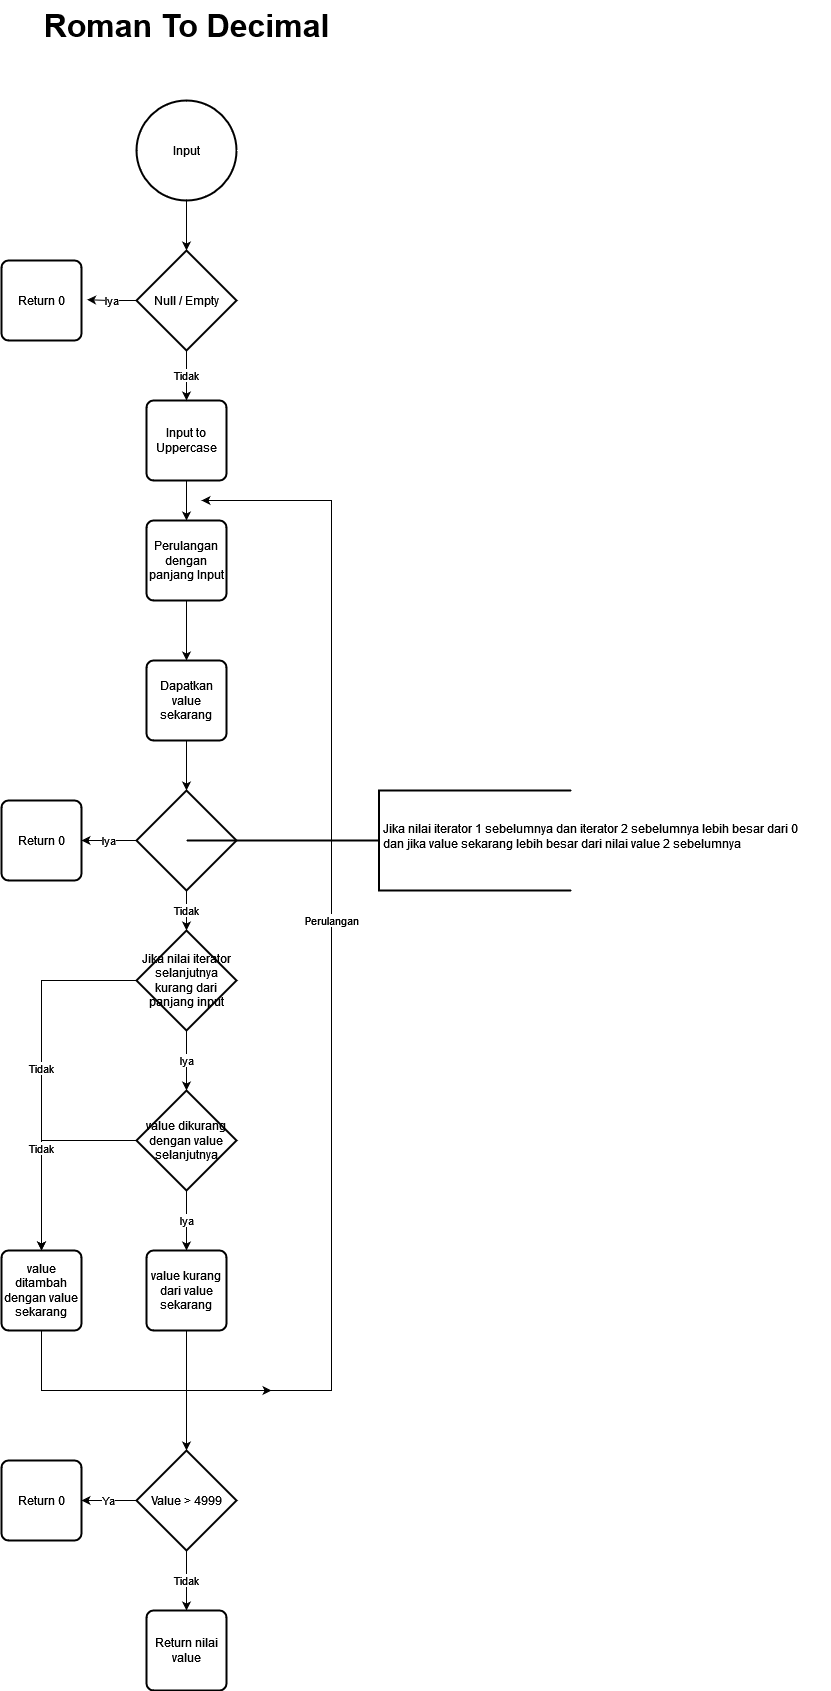 Roman To Decimal
Input
Return 0
Iya
Null / Empty
Tidak
Input to
Uppercase
Perulangan
dengan
panjang Input
Dapatkan
value
sekarang
Return 0
Iya
Jika nilai iterator 1 sebelumnya dan iterator 2 sebelumnya lebih besar dari 0
dan jika value sekarang lebih besar dari nilai value 2 sebelumnya
Tidak
Perulangan
Jika nilai iterator
selanjutnya
kurang dari
panjang input
Tidak
Iya
value dikurang
dengan value
selanjutnya
Tidak
Iya
value
ditambah
dengan value
sekarang
value kurang
dari value
sekarang
Return 0
Ya
Value > 4999
Tidak
Return nilai
value